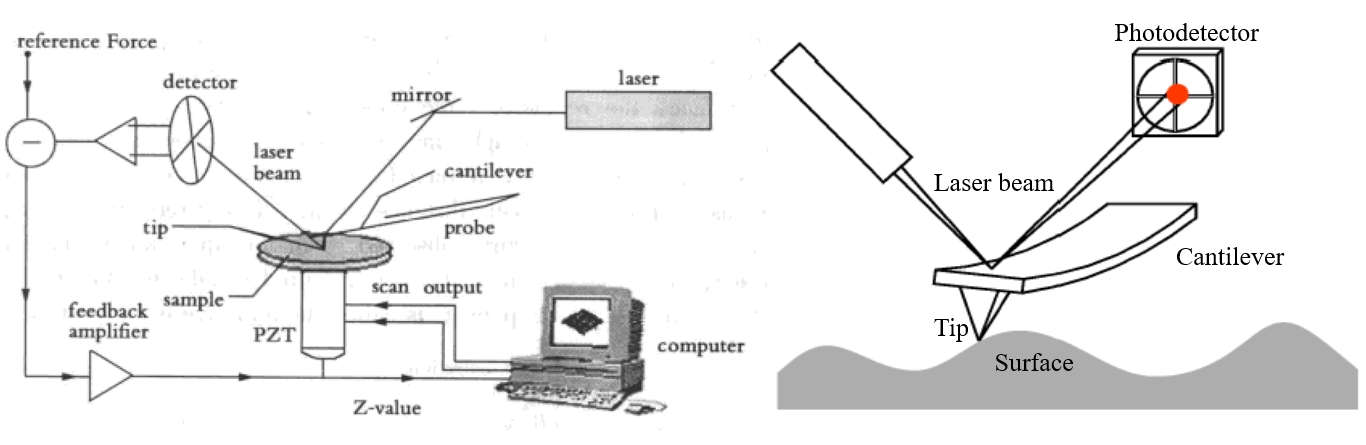 reference Force
detector
mirror
laser
laser
beam
cantilever
tip
probe
sample
scan output
feedback
amplifier
PZT
computer
Z-value
Photodetector
Laser beam
Cantilever
Tip
Surface